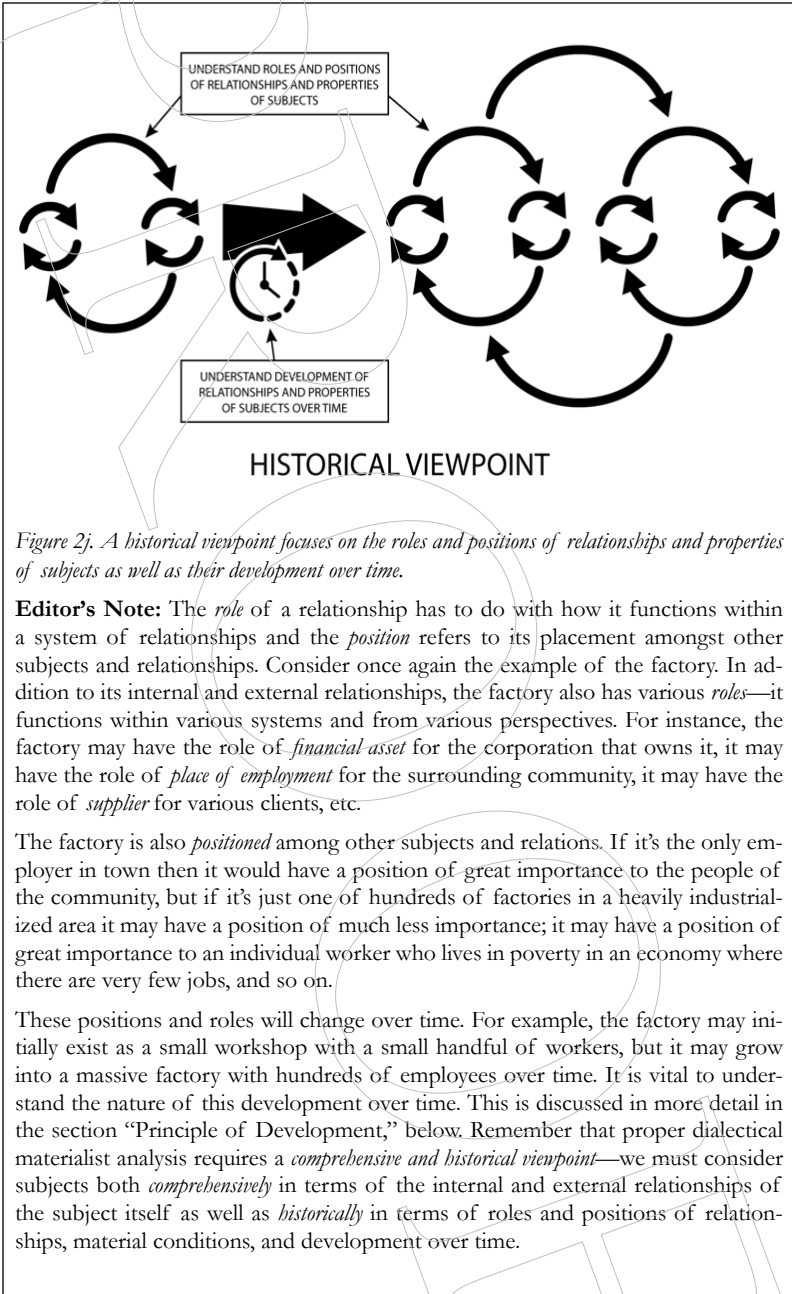 UNDERSTAND ROLES AND POSITIONS
OF RELATIONSHIPS AND PROPERTIES
OF SUBJECTS
UNDERSTAND DEVELOPMENT OF
RELATIONSHIPS AND PROPERTIES
OF SUBJECTS OVER TIME
HISTORICAL VIEWPOINT
Figure 2j. A historical viewpoint focuses on the roles and positions of relationships and properties
of subjects as well as their development over time.
Editor's Note: The role of a relationship has to do with how it functions within
a system of relationships and the position refers to its placement amongst other
subjects and relationships. Consider once again the example of the factory. In ad-
dition to its internal and external relationships, the factory also has various roles—it
functions within various systems and from various perspectives. For instance, the
factory may have the role of financial asset for the corporation that owns it, it may
have the role of place of employment for the surrounding community, it may have the
role of supplier for various clients, etc.
The factory is also positioned among other subjects and relations. If it's the only em-
ployer in town then it would have a position of great importance to the people of
the community, but if it's just one of hundreds of factories in a heavily industrial-
ized area it may have a position of much less importance; it may have a position of
great importance to an individual worker who lives in poverty in an economy where
there are very few jobs, and so on.
These positions and roles will change over time. For example, the factory may ini-
tially exist as a small workshop with a small handful of workers, but it may grow
into a massive factory with hundreds of employees over time. It is vital to under-
stand the nature of this development over time. This is discussed in more detail in
the section “Principle of Development,” below. Remember that proper dialectical
materialist analysis requires a comprehensive and historical viewpoint—we must consider
subjects both comprehensively in terms of the internal and external relationships of
the subject itself as well as historically in terms of roles and positions of relation-
ships, material conditions, and development over time.